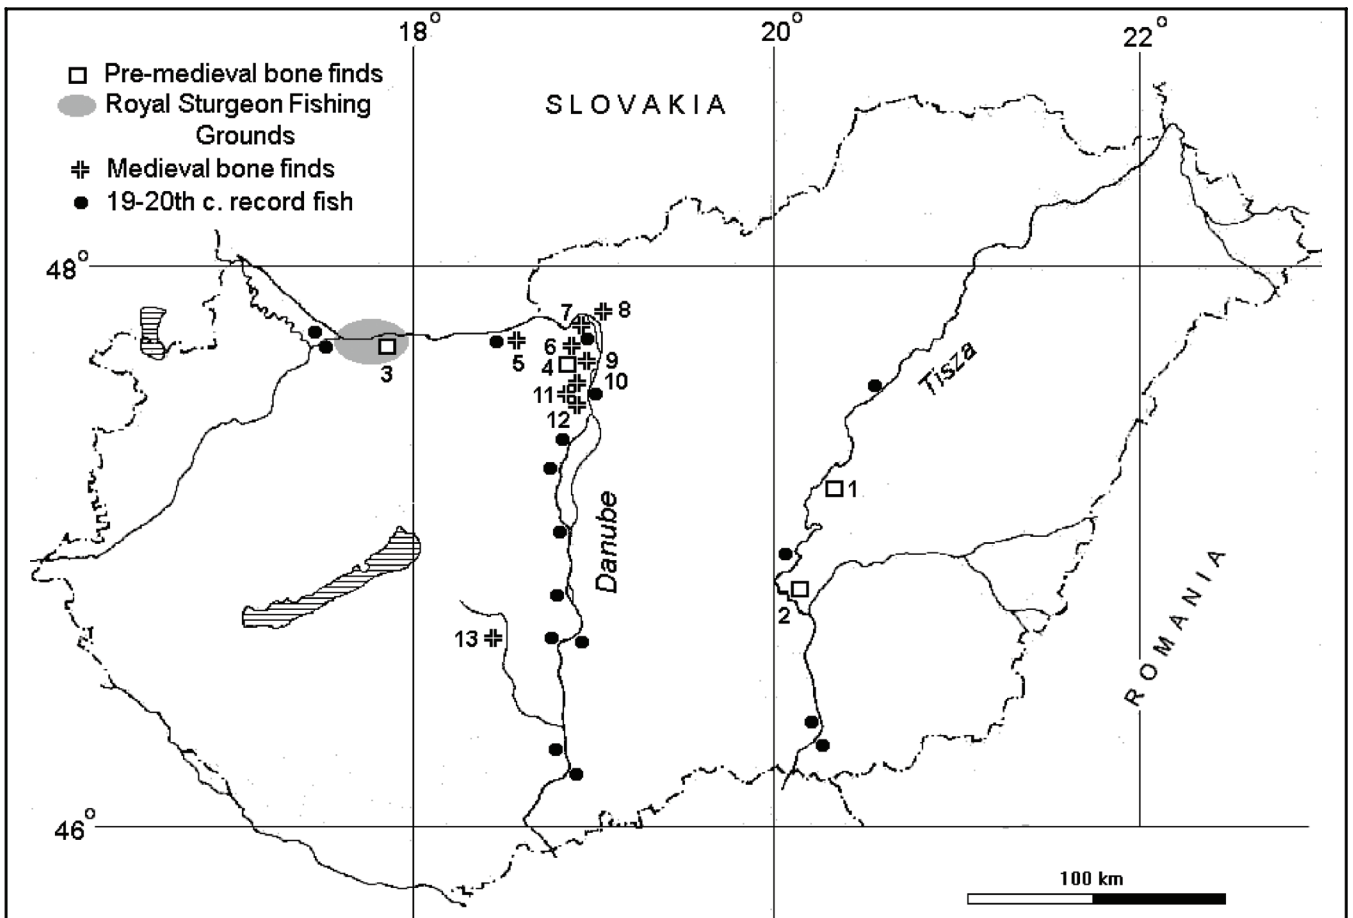 18°
20°
22°
Pre-medieval bone finds
Royal Sturgeon Fishing
Grounds
Medieval bone finds
19-20th c. record fish
SLOVAKIA
48°
7
8
5
6
9
4
3
10
11
12
Tisza
1
Danube
2
13
ROMANIA
46°
100 km